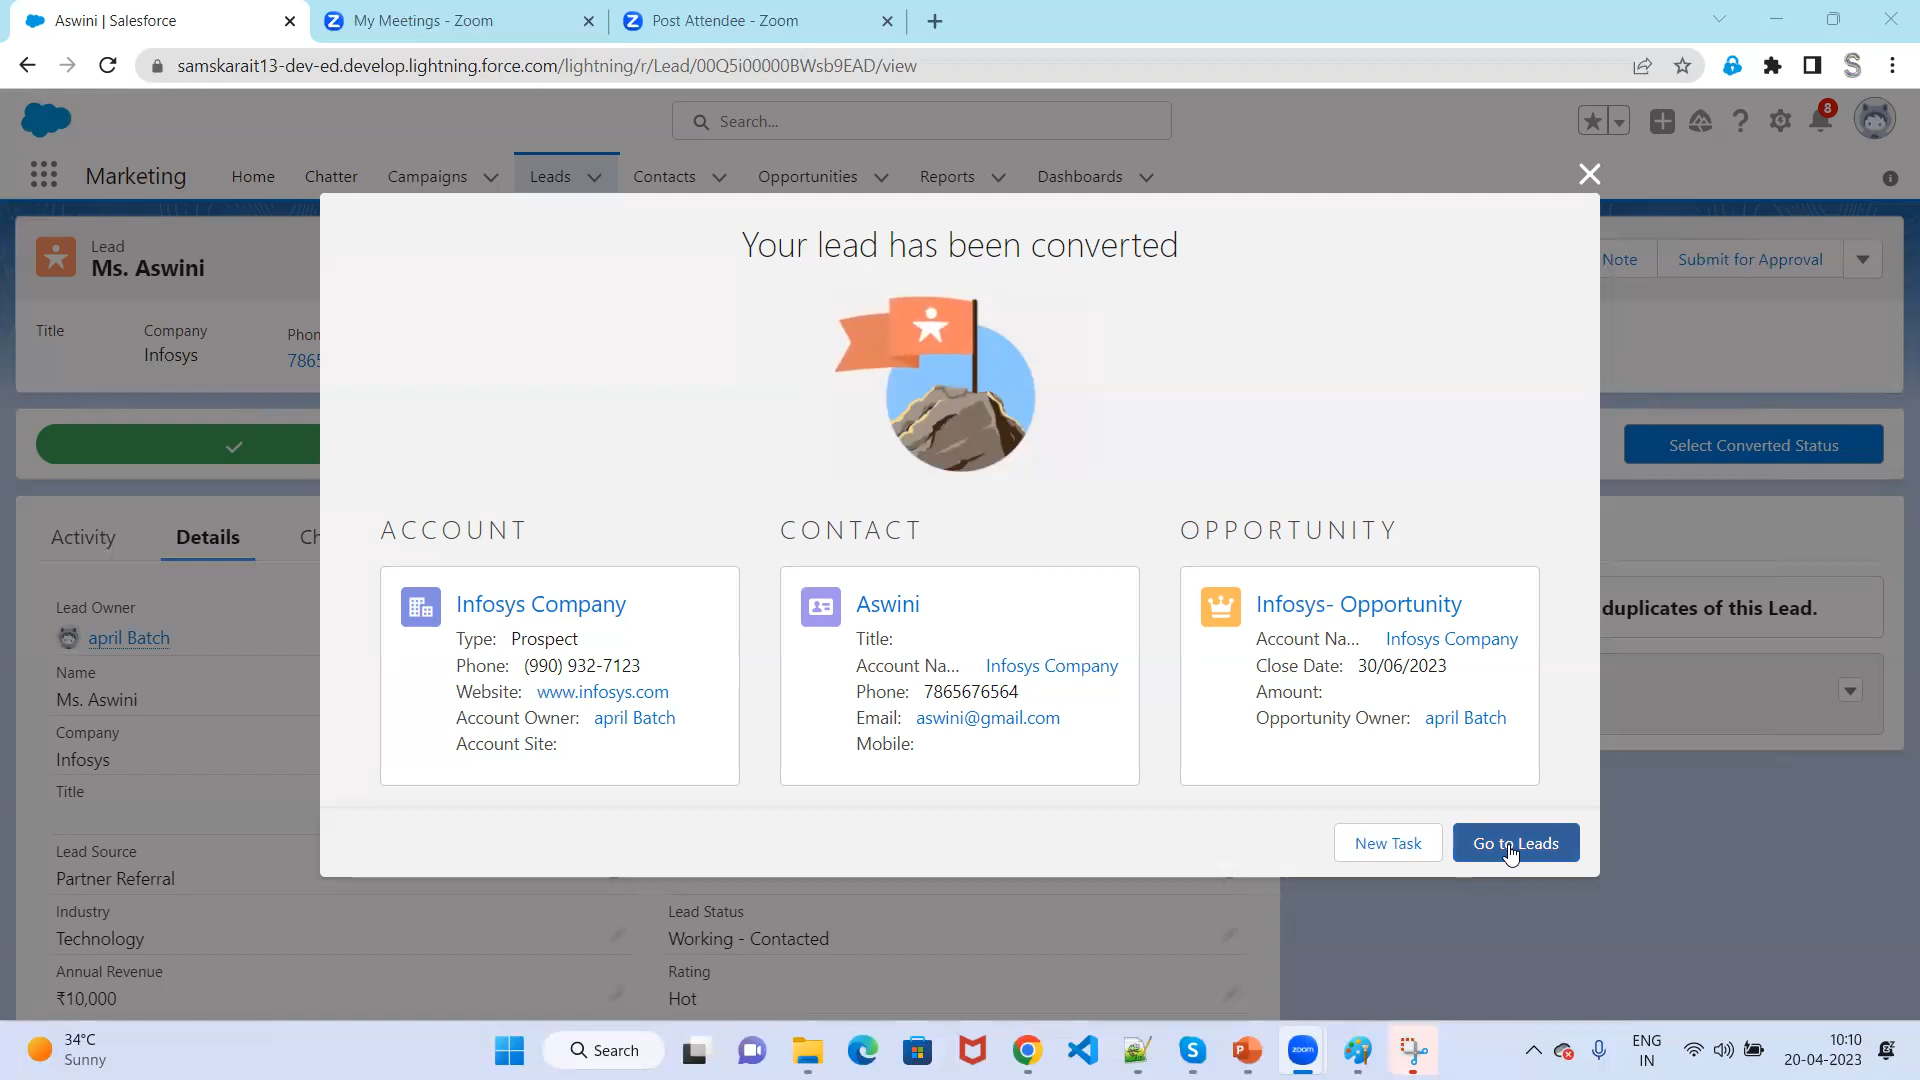 Aswini | Salesforce
My Meetings - Zoom
Post Attendee - Zoom
samskarait13-dev-ed.develop.lightning.force.com/lightning/r/Lead/00Q5i00000BWsb9EAD/view
Search...
8
Marketing
Home
Chatter
Campaigns
Leads
Contacts
Opportunities
Reports
Dashboards
Lead
Ms. Aswini
Note
Submit for Approval
Title
Company
Infosys
Phon
786
Select Converted Status
Your lead has been converted
Activity
Details
Ch
ACCOUNT
CONTACT
OPPORTUNITY
Infosys Company
Type: Prospect
Phone: (990) 932-7123
Website: www.infosys.com
Account Owner: april Batch
Account Site:
Aswini
Title:
Account Na... Infosys Company
Phone: 7865676564
Email: aswini@gmail.com
Mobile:
Infosys- Opportunity
Account Na... Infosys Company
Close Date: 30/06/2023
Amount:
Opportunity Owner: april Batch
duplicates of this Lead.
Lead Owner
april Batch
Name
Ms. Aswini
Company
Infosys
Title
New Task
Go to Leads
Lead Source
Partner Referral
Industry
Technology
Lead Status
Working - Contacted
Annual Revenue
₹10,000
Rating
Hot
34°C
Sunny
Search
zoom
ENG
IN
10:10
20-04-2023